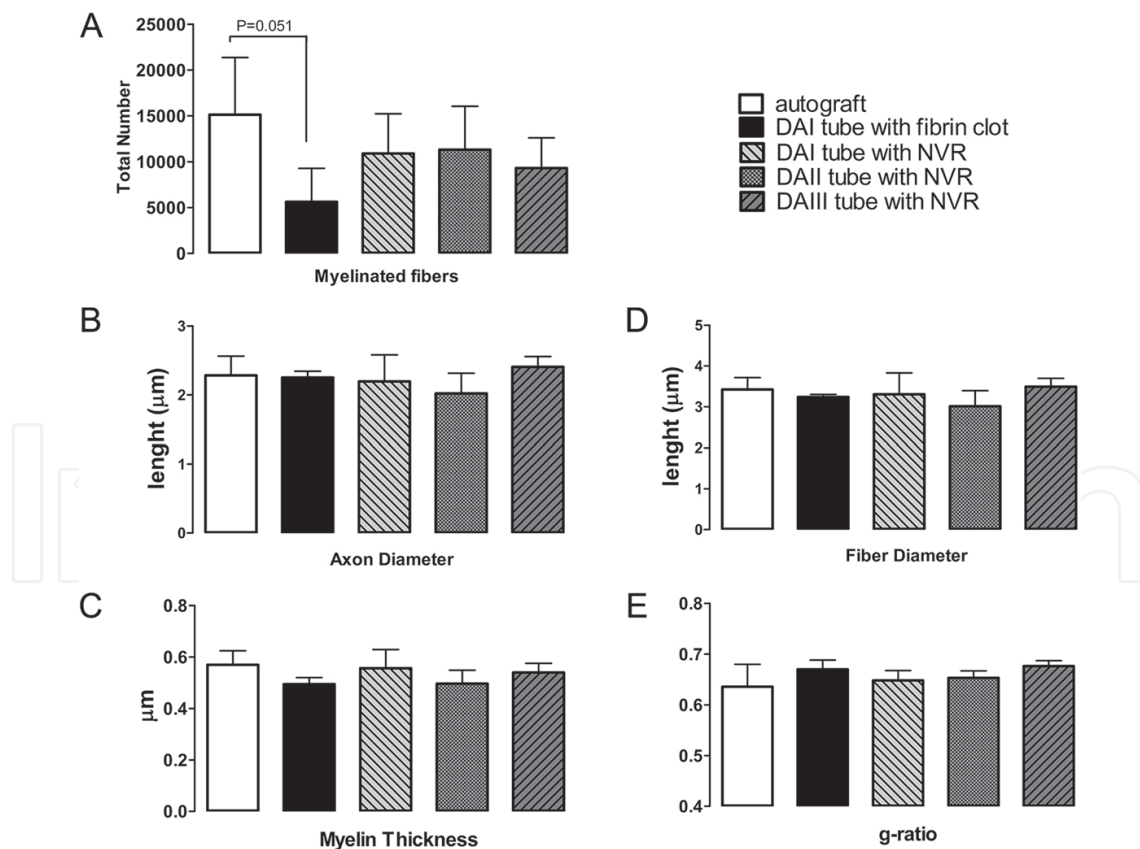 A
25000
20000
15000
10000
5000
0
Total Number
P=0.051
Myelinated fibers
autograft
DAI tube with fibrin clot
DAI tube with NVR
DAII tube with NVR
DAIII tube with NVR
B
3
2
1
0
lenght (μm)
Axon Diameter
D
5
4
3
2
1
0
lenght (μm)
Fiber Diameter
C
0.8
0.6
0.4
0.2
0.0
μm
Myelin Thickness
E
0.8
0.7
0.6
0.5
0.4
g-ratio